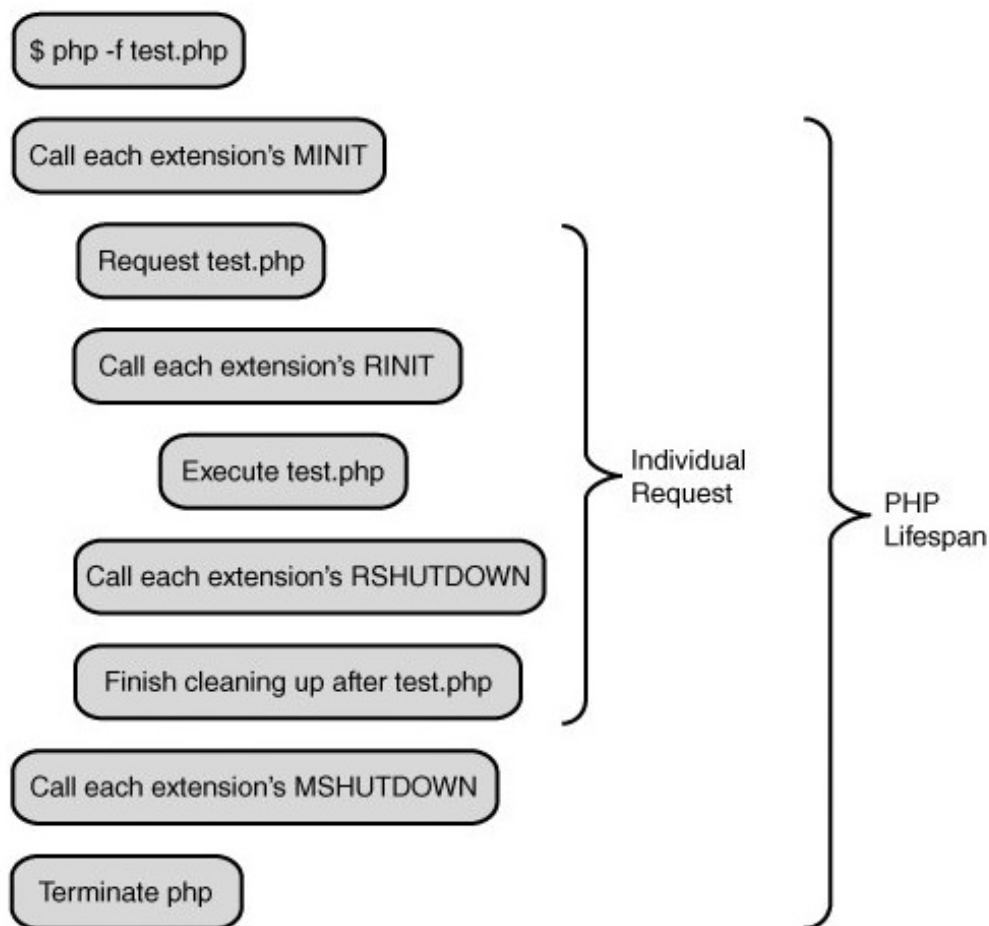 $ php -f test.php
Call each extension's MINIT
Request test.php
Call each extension's RINIT
Execute test.php
Individual
Request
PHP
Lifespan
Call each extension's RSHUTDOWN
Finish cleaning up after test.php
Call each extension's MSHUTDOWN
Terminate php